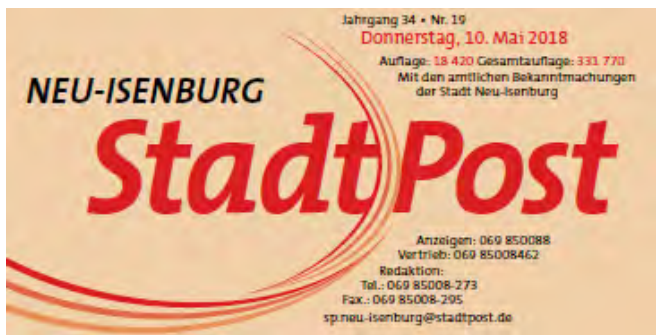 Jahrgang 34 • Nr. 19
Donnerstag, 10. Mai 2018
Auflage: 18 420 Gesamtauflage: 331 770
Mit den amtlichen Bekanntmachungen
der Stadt Neu-Isenburg
NEU-ISENBURG
StadtPost
Anzeigen: 069 850088
Vertrieb: 069 85008462
Redaktion:
Tel.: 069 85008-273
Fax.: 069 85008-295
sp.neu-isenburg@stadtpost.de